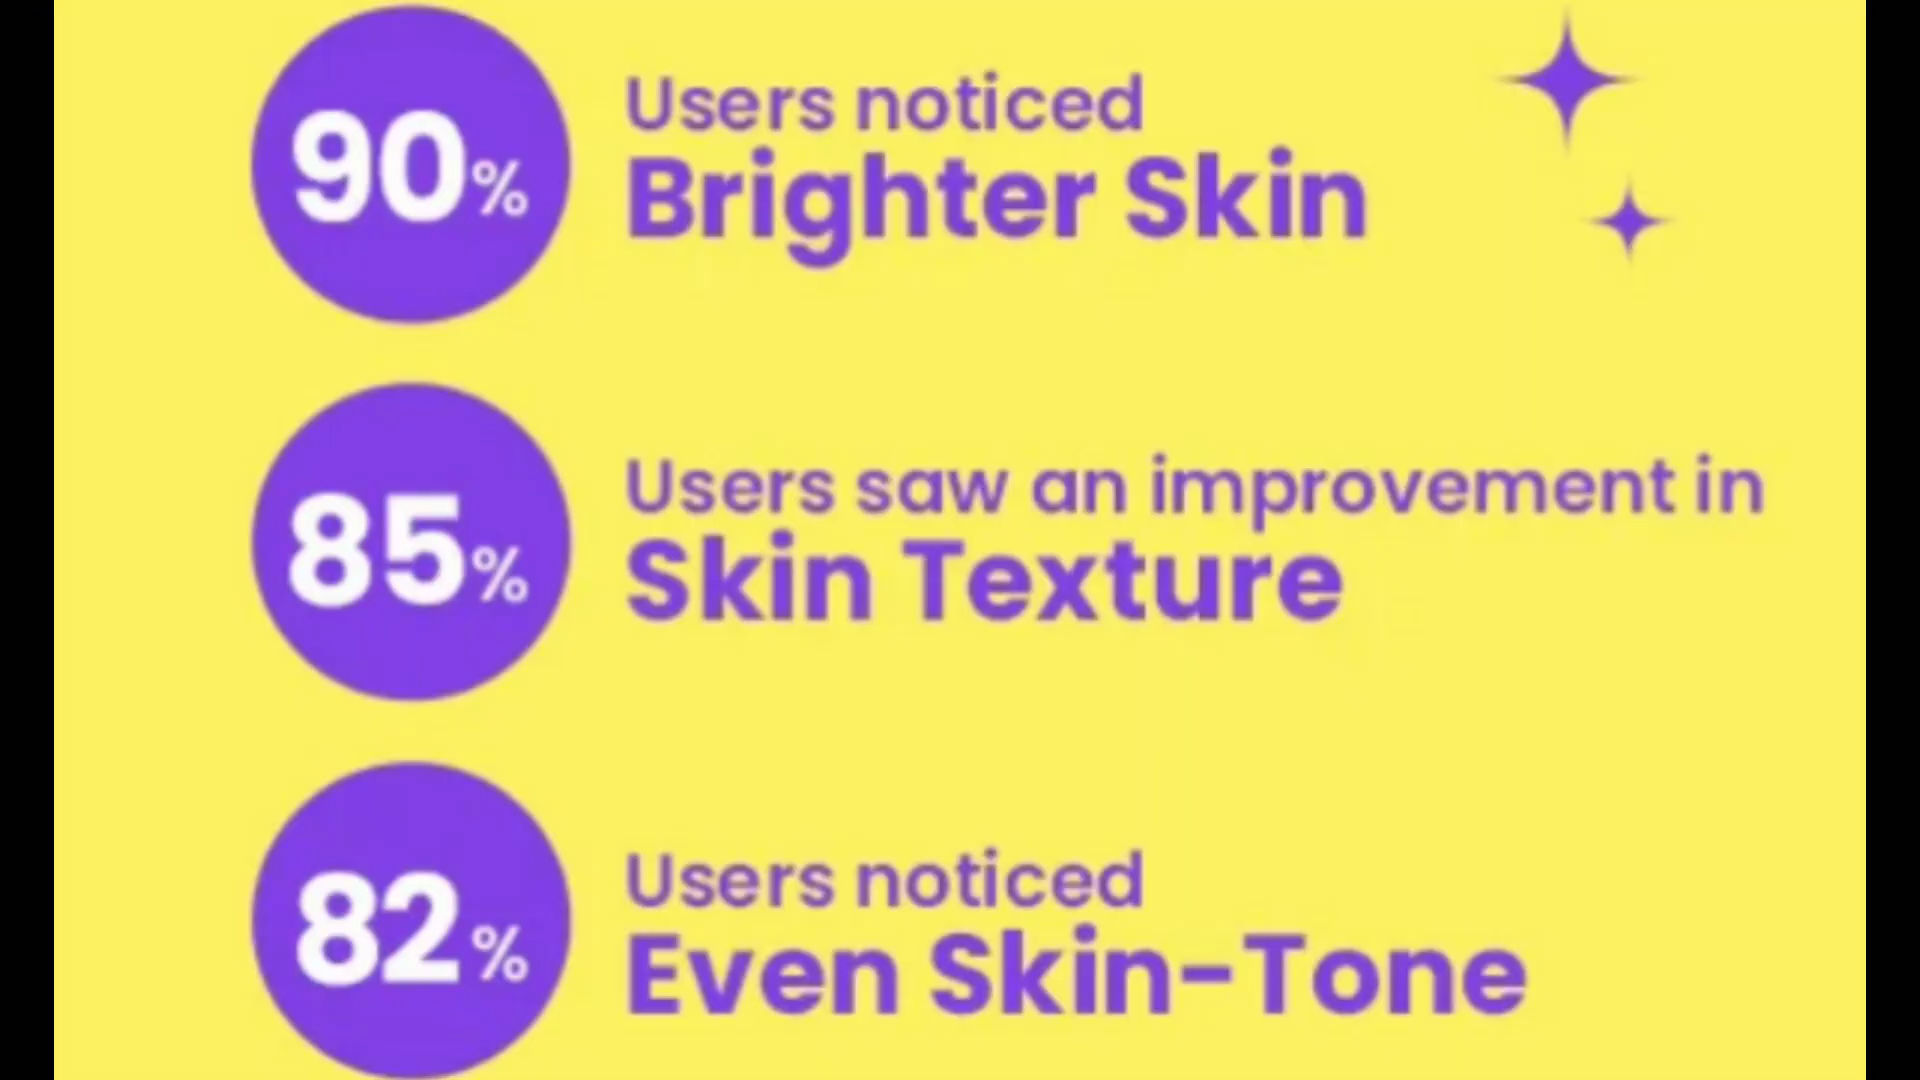 90%
Users noticed
Brighter Skin
85%
Users saw an improvement in
Skin Texture
82%
Users noticed
Even Skin-Tone